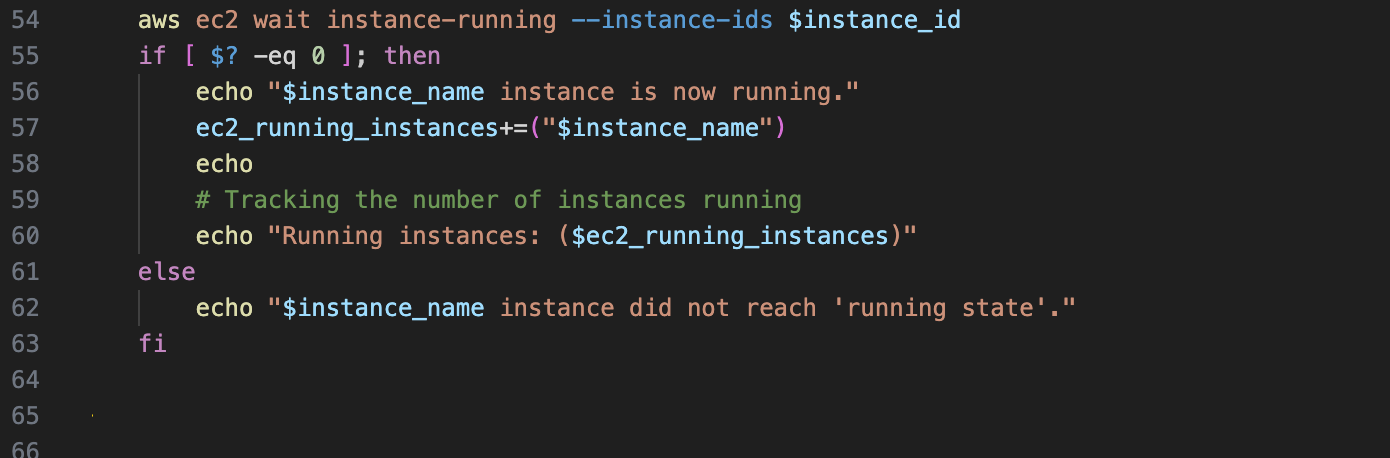 54 aws ec2 wait instance-running --instance-ids $instance_id
55 if [ $? -eq 0 ]; then
56 echo "$instance_name instance is now running."
57 ec2_running_instances+=("$instance_name")
58 echo
59 # Tracking the number of instances running
60 echo "Running instances: ($ec2_running_instances)"
61 else
62 echo "$instance_name instance did not reach 'running state'."
63 fi
64
65
66